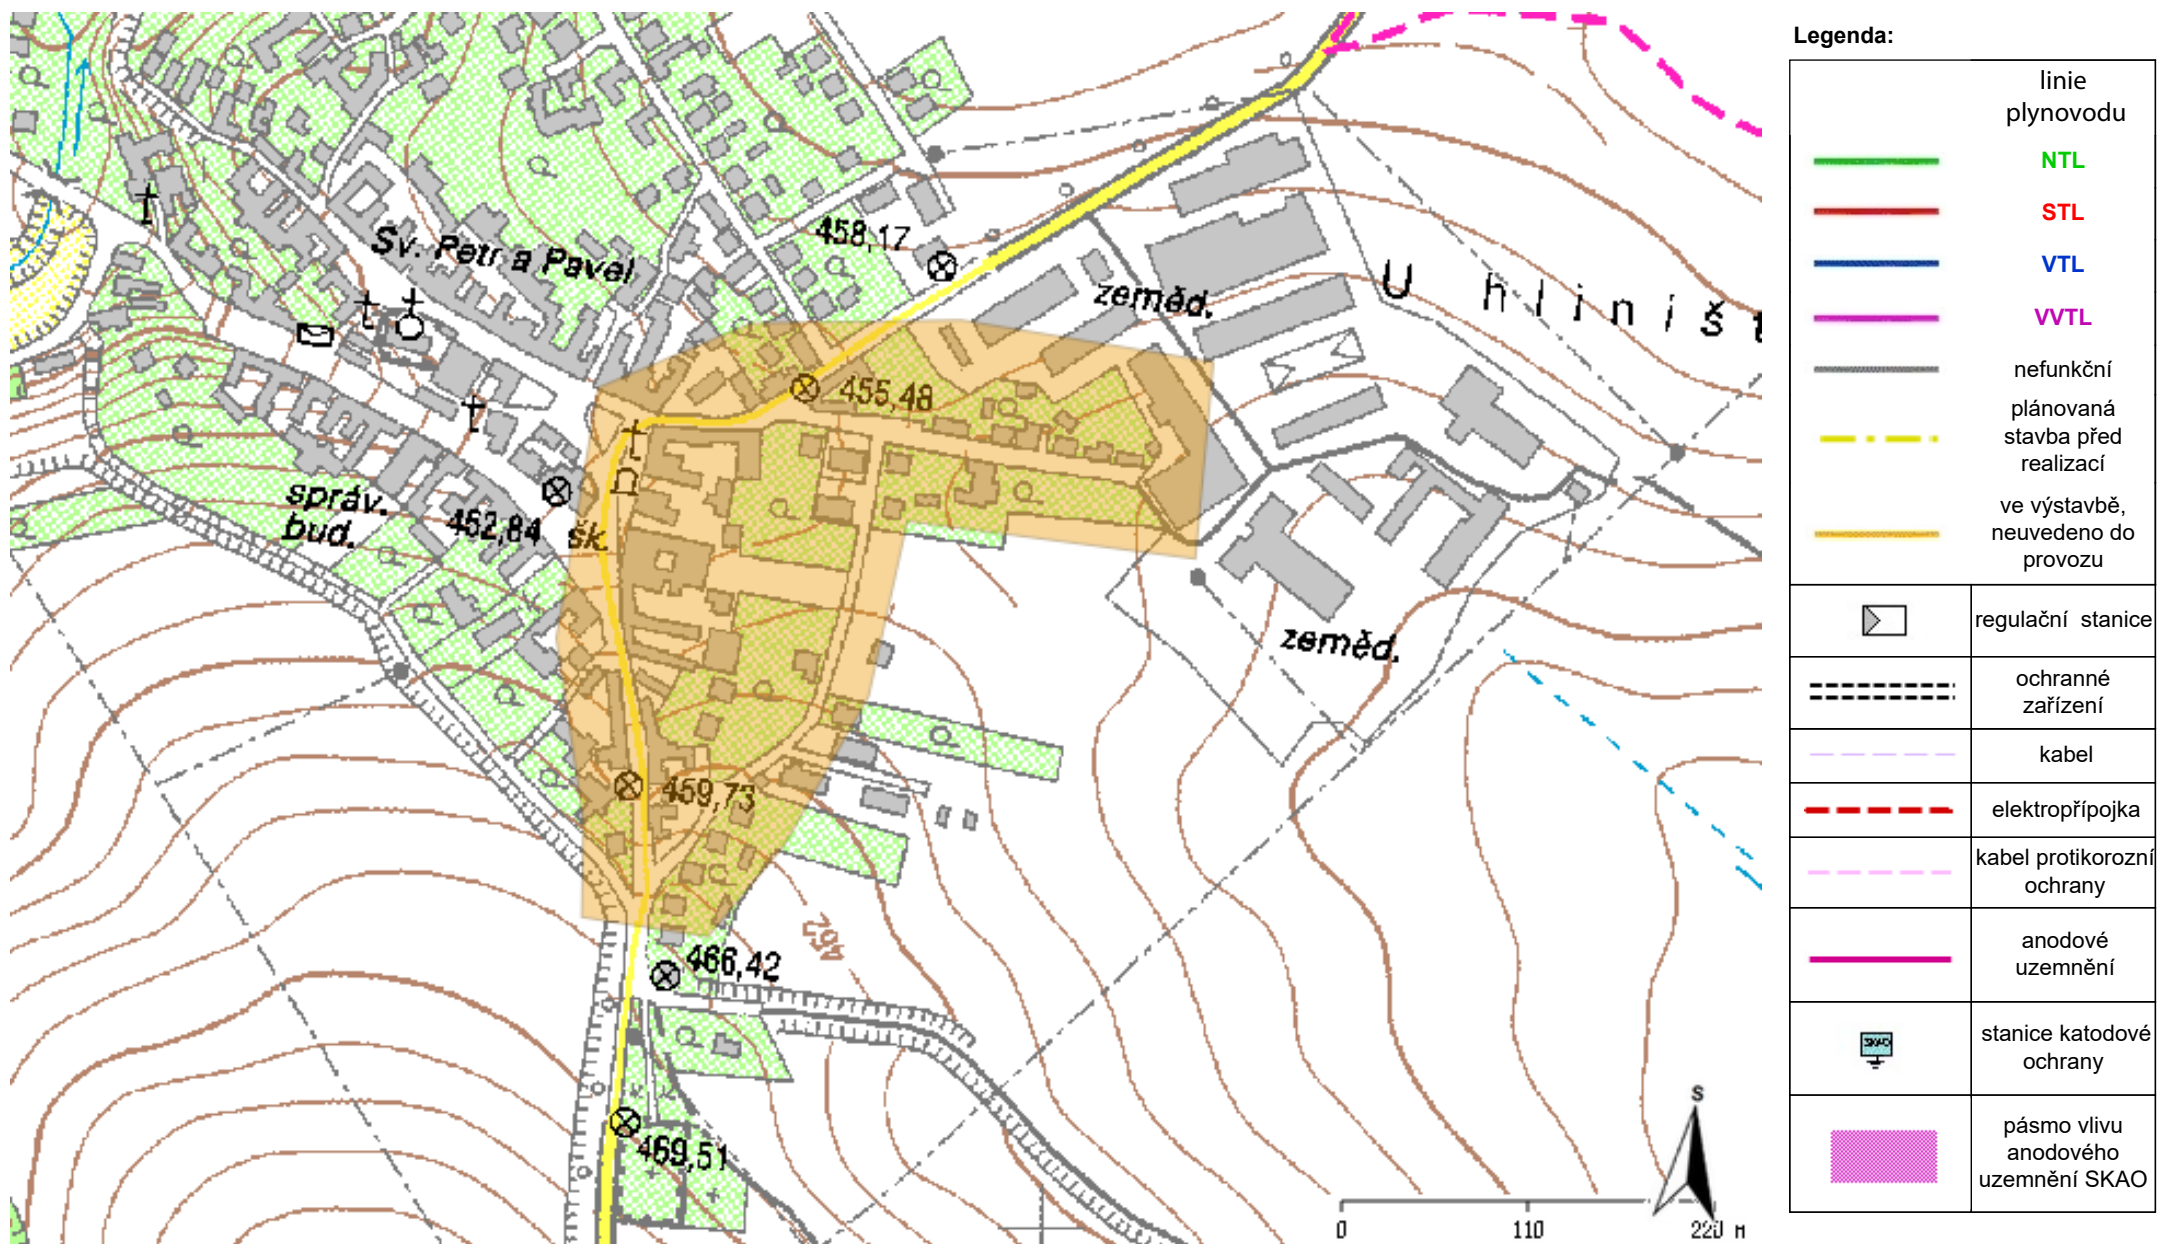 458,17
Sv. Petr a Pavel
zeměd.
U hliništ
455,48
správ.
bud.
462,84
šk.
zeměd.
459,73
462
466,42
469,51
S
0 110 220 M
Legenda:
linie
plynovodu
NTL
STL
VTL
VVTL
nefunkční
plánovaná
stavba před
realizací
ve výstavbě,
neuvedeno do
provozu
regulační stanice
ochranné
zařízení
kabel
elektropřípojka
kabel protikorozní
ochrany
anodové
uzemnění
SKAO
stanice katodové
ochrany
pásmo vlivu
anodového
uzemnění SKAO